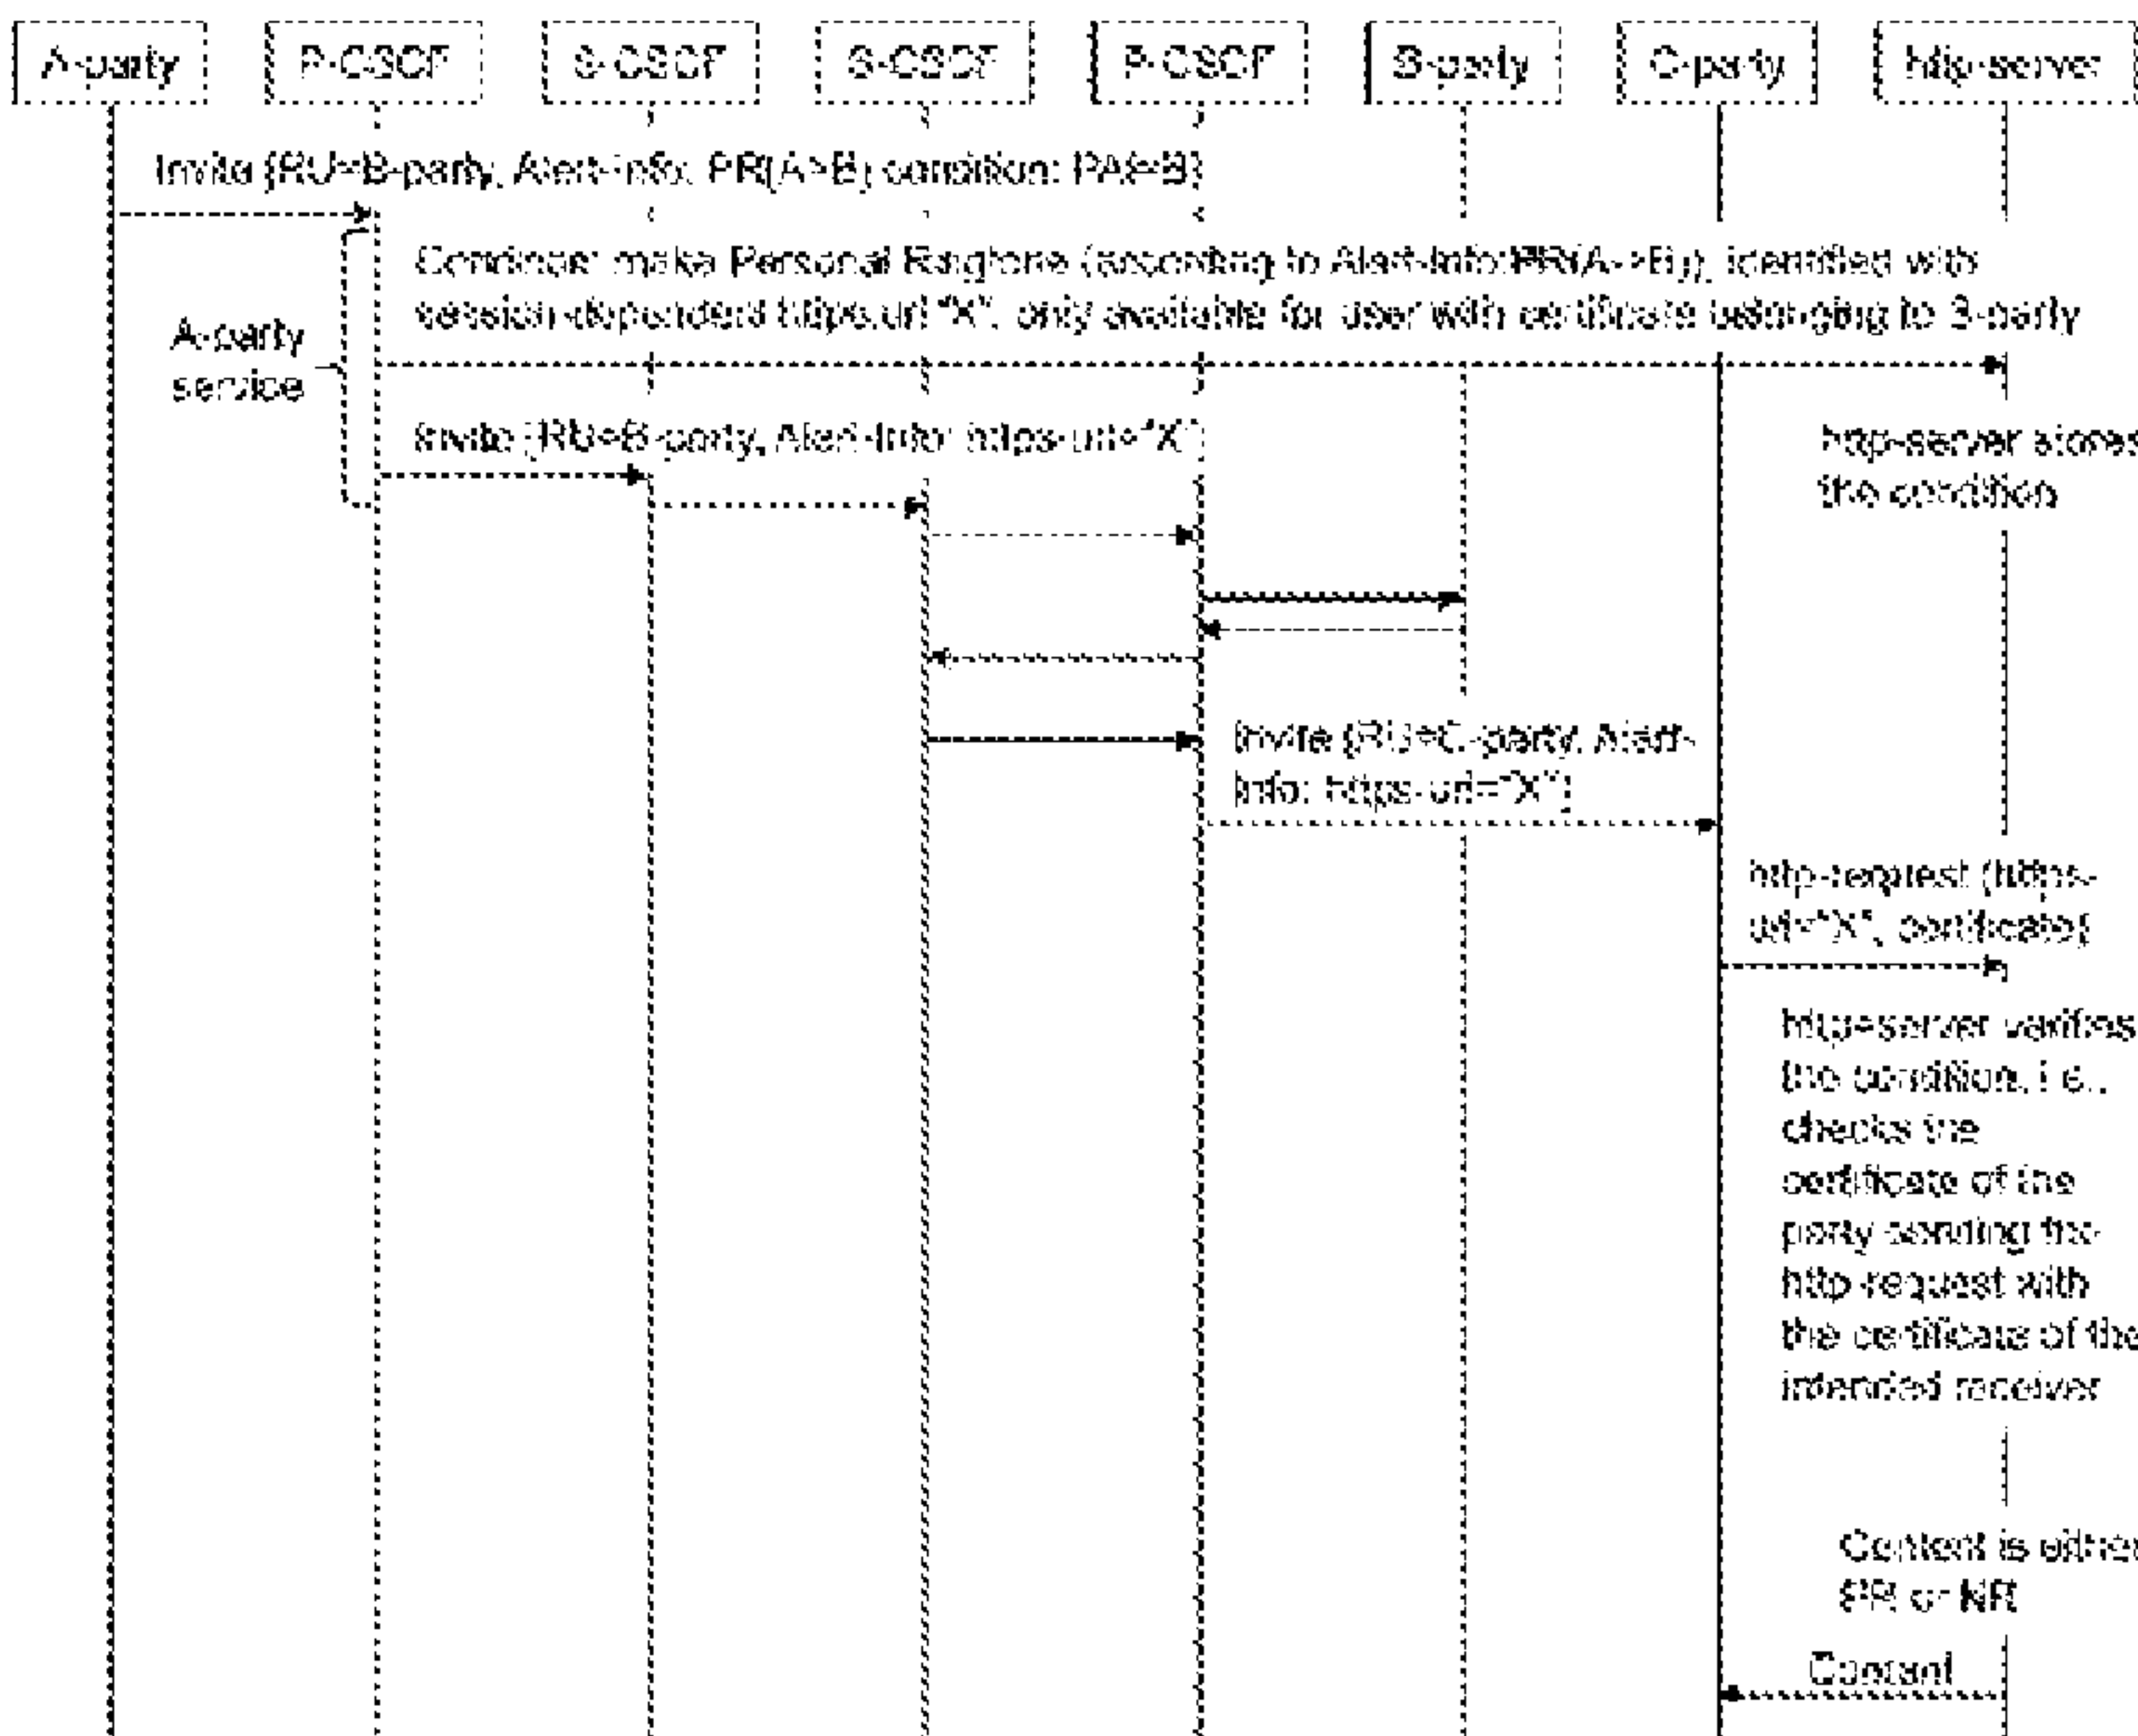 A-party P-CSCF S-CSCF S-CSCF P-CSCF B-party C-party http-server
Invite [RU=B-party, Alert-info: PR(A>B) condition: PAI=B]
Condition: make Personal Ringtone (according to Alert-Info:PR(A->B)), identified with
session-dependent https.url "X", only available for user with certificate belonging to B-party
A-party
service
Invite [RU=B-party, Alert-Info: https-url="X"]
http-server stores
the condition
Invite [RU=C-party, Alert-
Info: https-url="X"]
http-request (https-
url="X", certificate)
http-server verifies
the condition, i.e.,
checks the
certificate of the
party sending the
http request with
the certificate of the
intended receiver
Content is either
PR or NR
Content